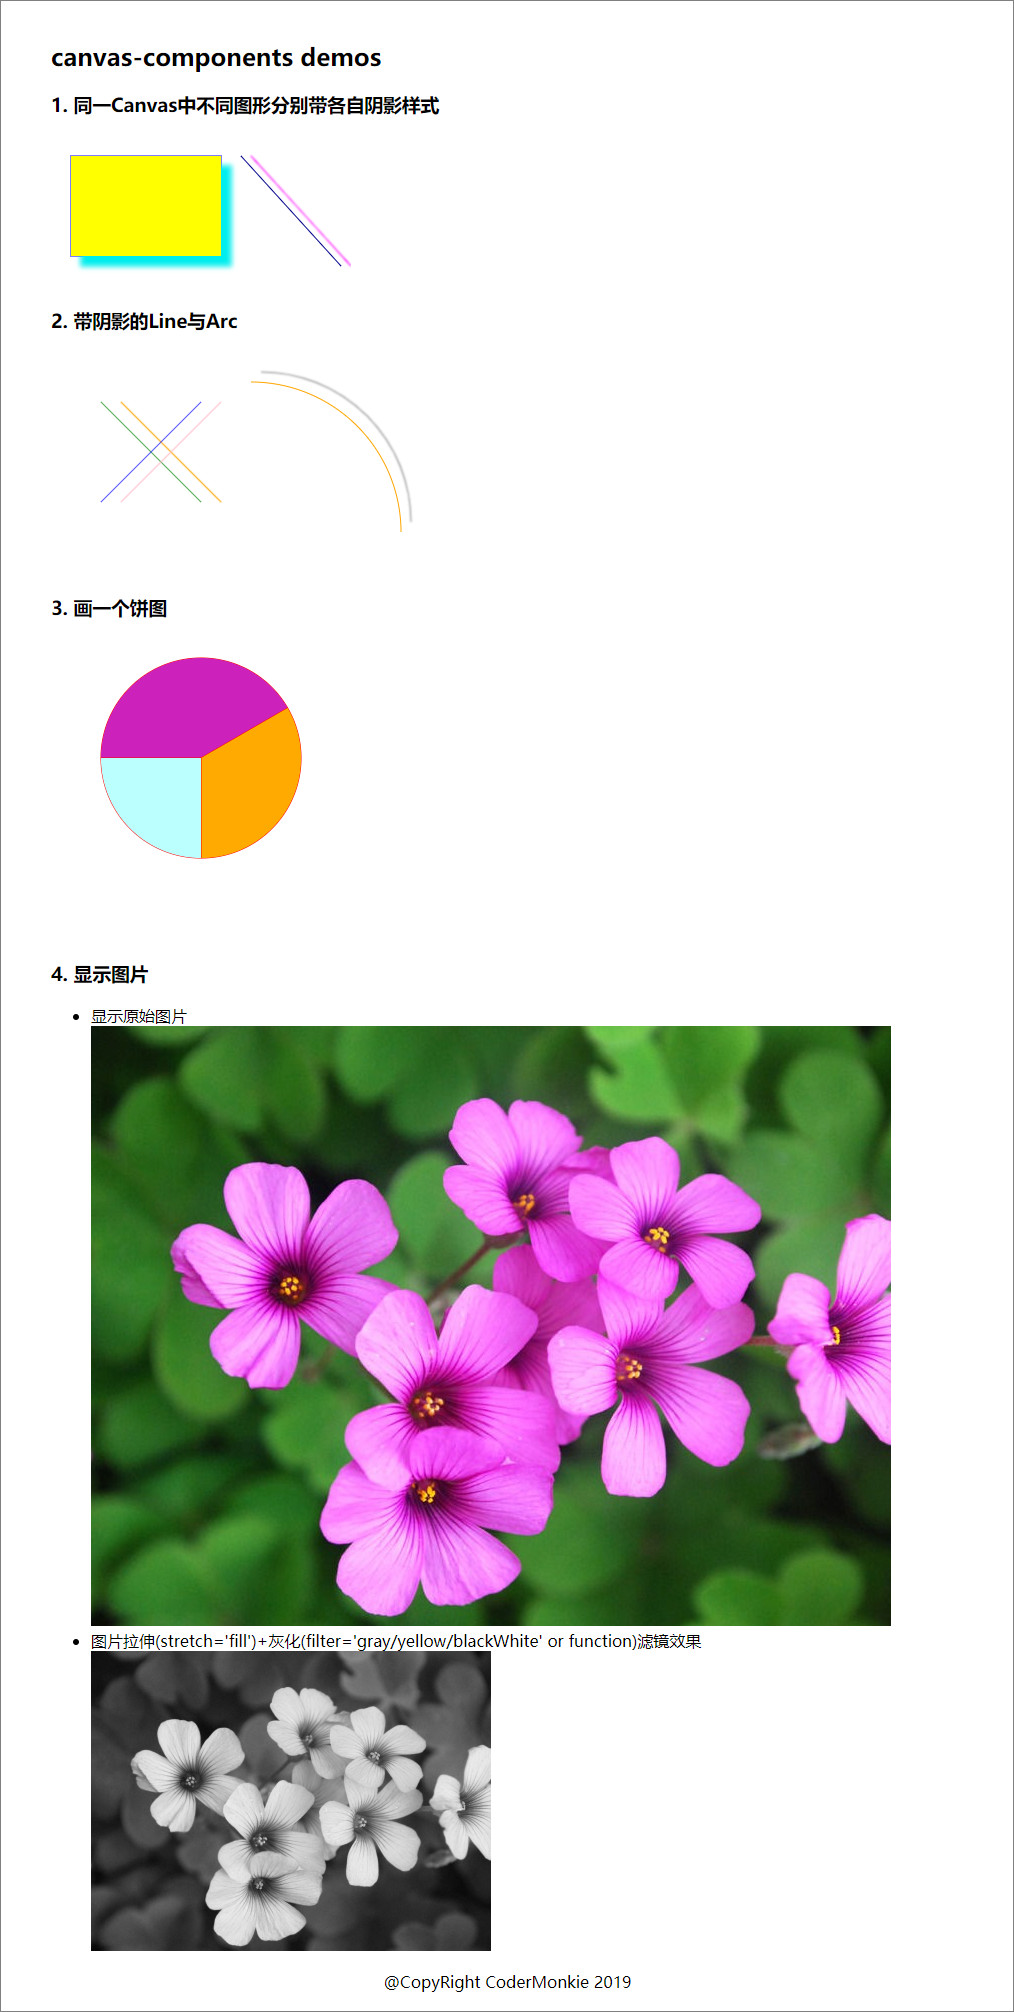 canvas-components demos
1. 同一Canvas中不同图形分别带各自阴影样式
2. 带阴影的Line与Arc
3. 画一个饼图
4. 显示图片
显示原始图片
图片拉伸(stretch='fill')+灰化(filter='gray/yellow/blackWhite' or function)滤镜效果
@CopyRight CoderMonkie 2019